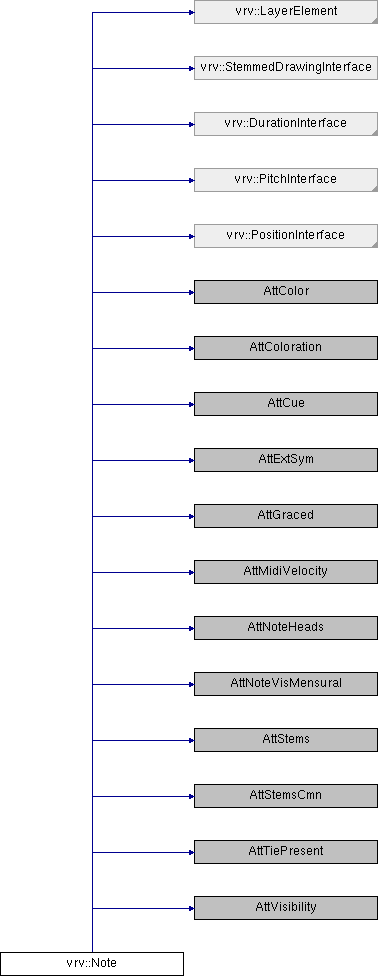 vrv::LayerElement
vrv::StemmedDrawingInterface
vrv::DurationInterface
vrv::PitchInterface
vrv::PositionInterface
AttColor
AttColoration
AttCue
AttExtSym
AttGraced
AttMidiVelocity
AttNoteHeads
AttNoteVisMensural
AttStems
AttStemsCmn
AttTiePresent
AttVisibility
vrv::Note